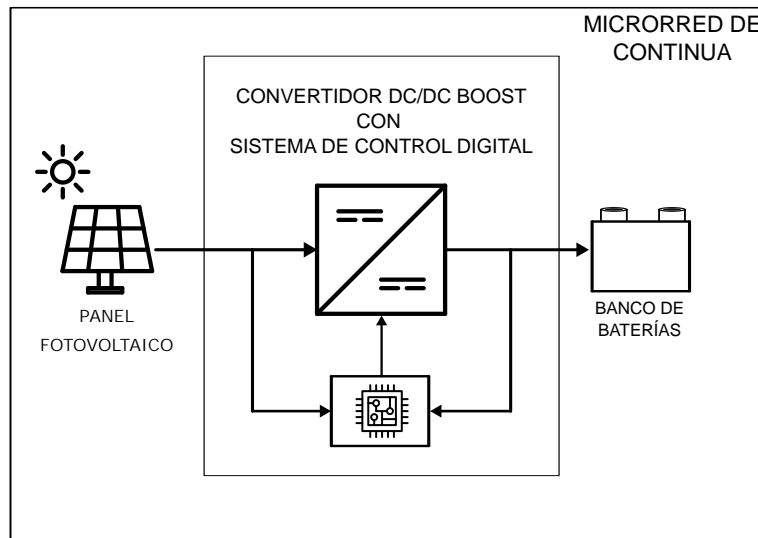 MICRORRED DE
CONTINUA
CONVERTIDOR DC/DC BOOST
CON
SISTEMA DE CONTROL DIGITAL
PANEL
FOTOVOLTAICO
BANCO DE
BATERÍAS